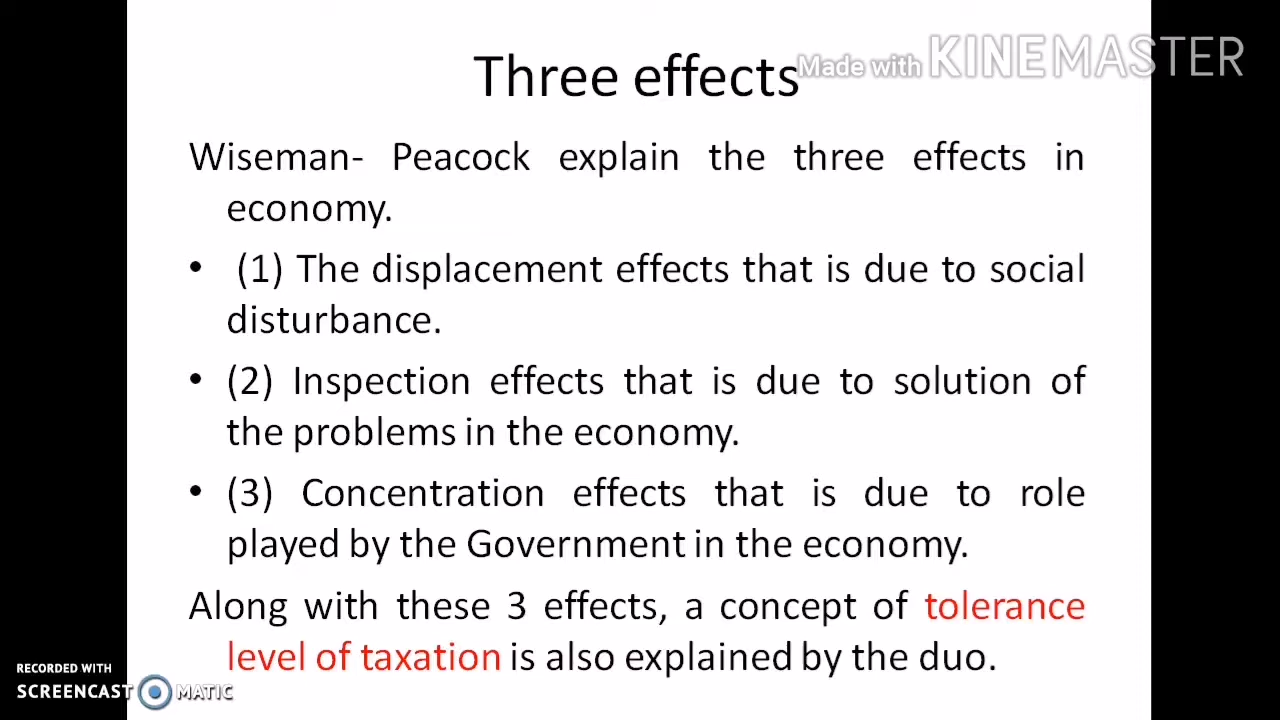 Three effects
Made with KINEMASTER
Wiseman- Peacock explain the three effects in
economy.
• (1) The displacement effects that is due to social
disturbance.
• (2) Inspection effects that is due to solution of
the problems in the economy.
• (3) Concentration effects that is due to role
played by the Government in the economy.
Along with these 3 effects, a concept of tolerance
level of taxation is also explained by the duo.
RECORDED WITH
SCREENCAST MATIC